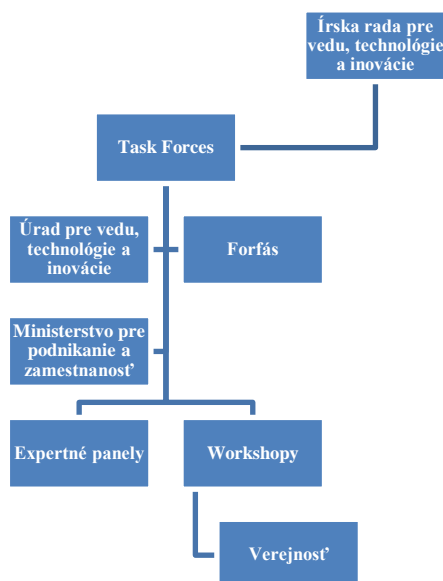 Írska rada pre
vedu, technológie
a inovácie
Task Forces
Úrad pre vedu,
technológie a
inovácie
Forfás
Ministerstvo pre
podnikanie a
zamestnanosť
Expertné panely
Workshopy
Verejnosť